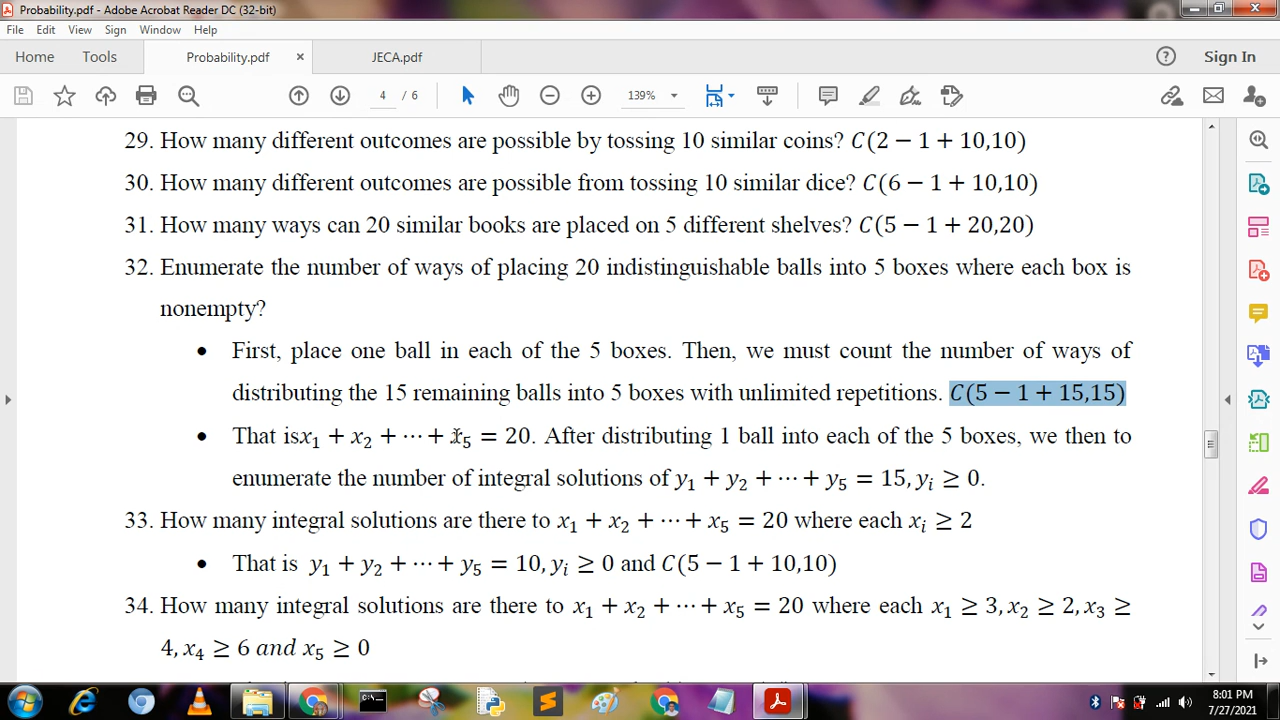 Probability.pdf - Adobe Acrobat Reader DC (32-bit)
File Edit View Sign Window Help
Home Tools Probability.pdf × JECA.pdf Sign In
4 / 6 139%
29. How many different outcomes are possible by tossing 10 similar coins? C(2 − 1 + 10,10)
30. How many different outcomes are possible from tossing 10 similar dice? C(6 − 1 + 10,10)
31. How many ways can 20 similar books are placed on 5 different shelves? C(5 − 1 + 20,20)
32. Enumerate the number of ways of placing 20 indistinguishable balls into 5 boxes where each box is
nonempty?
• First, place one ball in each of the 5 boxes. Then, we must count the number of ways of
distributing the 15 remaining balls into 5 boxes with unlimited repetitions. C(5 − 1 + 15,15)
• That is x₁ + x₂ + ⋯ + x₅ = 20. After distributing 1 ball into each of the 5 boxes, we then to
enumerate the number of integral solutions of y₁ + y₂ + ⋯ + y₅ = 15, yᵢ ≥ 0.
33. How many integral solutions are there to x₁ + x₂ + ⋯ + x₅ = 20 where each xᵢ ≥ 2
• That is y₁ + y₂ + ⋯ + y₅ = 10, yᵢ ≥ 0 and C(5 − 1 + 10,10)
34. How many integral solutions are there to x₁ + x₂ + ⋯ + x₅ = 20 where each x₁ ≥ 3, x₂ ≥ 2, x₃ ≥
4, x₄ ≥ 6 and x₅ ≥ 0
8:01 PM
7/27/2021